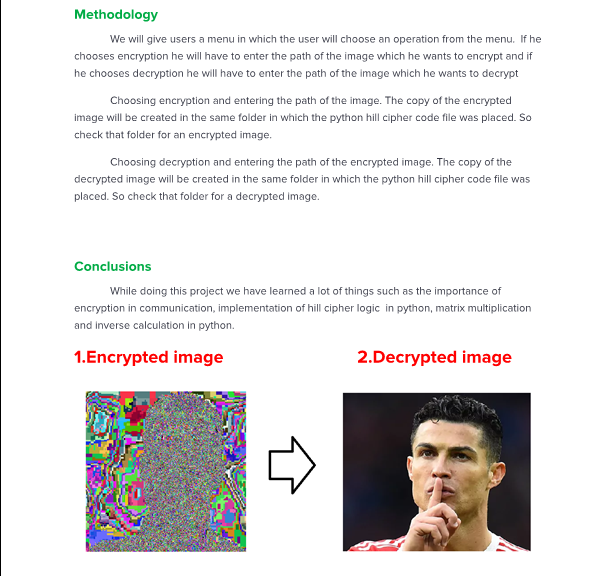 Methodology
We will give users a menu in which the user will choose an operation from the menu. If he
chooses encryption he will have to enter the path of the image which he wants to encrypt and if
he chooses decryption he will have to enter the path of the image which he wants to decrypt
Choosing encryption and entering the path of the image. The copy of the encrypted
image will be created in the same folder in which the python hill cipher code file was placed. So
check that folder for an encrypted image.
Choosing decryption and entering the path of the encrypted image. The copy of the
decrypted image will be created in the same folder in which the python hill cipher code file was
placed. So check that folder for a decrypted image.
Conclusions
While doing this project we have learned a lot of things such as the importance of
encryption in communication, implementation of hill cipher logic in python, matrix multiplication
and inverse calculation in python.
1.Encrypted image
2.Decrypted image